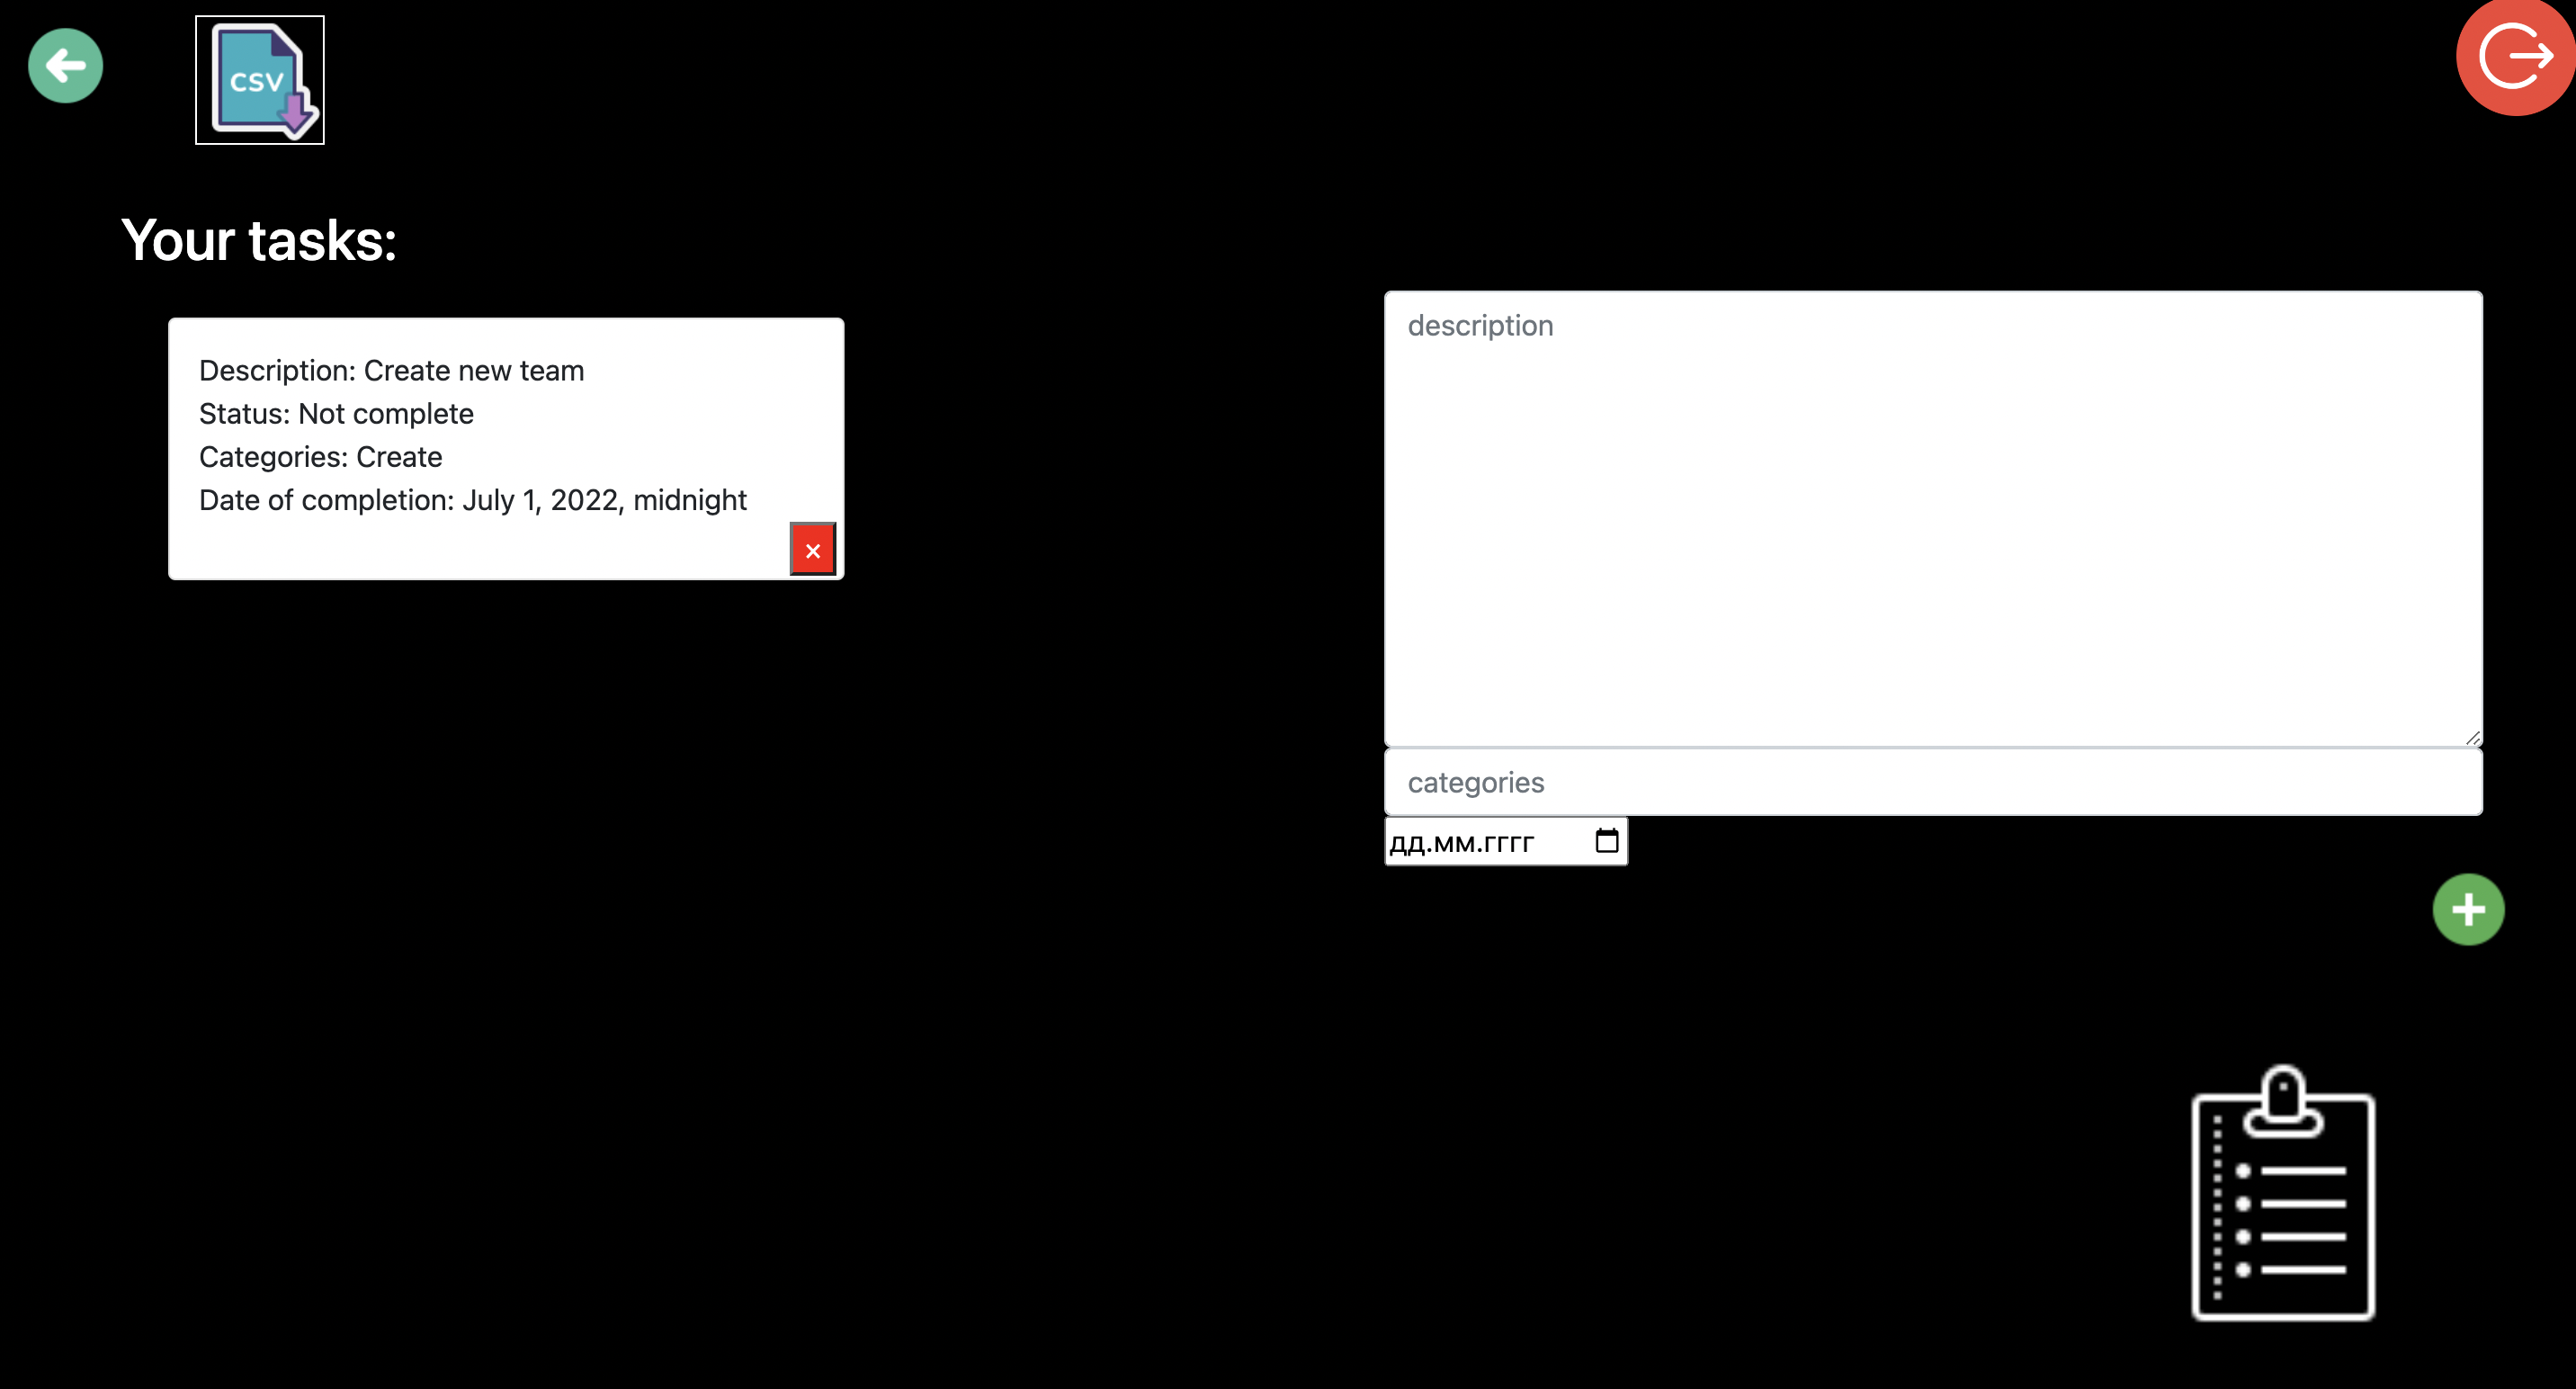 CSV
Your tasks:
Description: Create new team
Status: Not complete
Categories: Create
Date of completion: July 1, 2022, midnight
×
description
categories
дд.мм.гггг